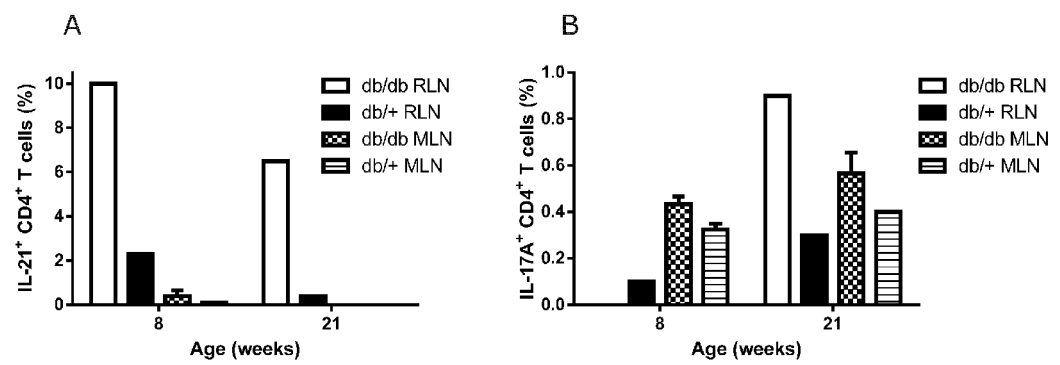 A
IL-21⁺ CD4⁺ T cells (%)
10
8
6
4
2
0
8
21
Age (weeks)
db/db RLN
db/+ RLN
db/db MLN
db/+ MLN
B
IL-17A⁺ CD4⁺ T cells (%)
1.0
0.8
0.6
0.4
0.2
0.0
8
21
Age (weeks)
db/db RLN
db/+ RLN
db/db MLN
db/+ MLN